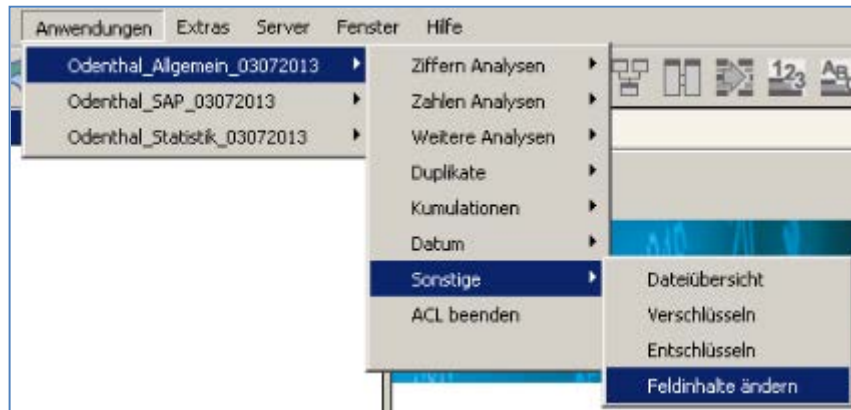 Anwendungen Extras Server Fenster Hilfe
Odenthal_Allgemein_03072013
Odenthal_SAP_03072013
Odenthal_Statistik_03072013
Ziffern Analysen
Zahlen Analysen
Weitere Analysen
Duplikate
Kumulationen
Datum
Sonstige
ACL beenden
Dateiübersicht
Verschlüsseln
Entschlüsseln
Feldinhalte ändern
123